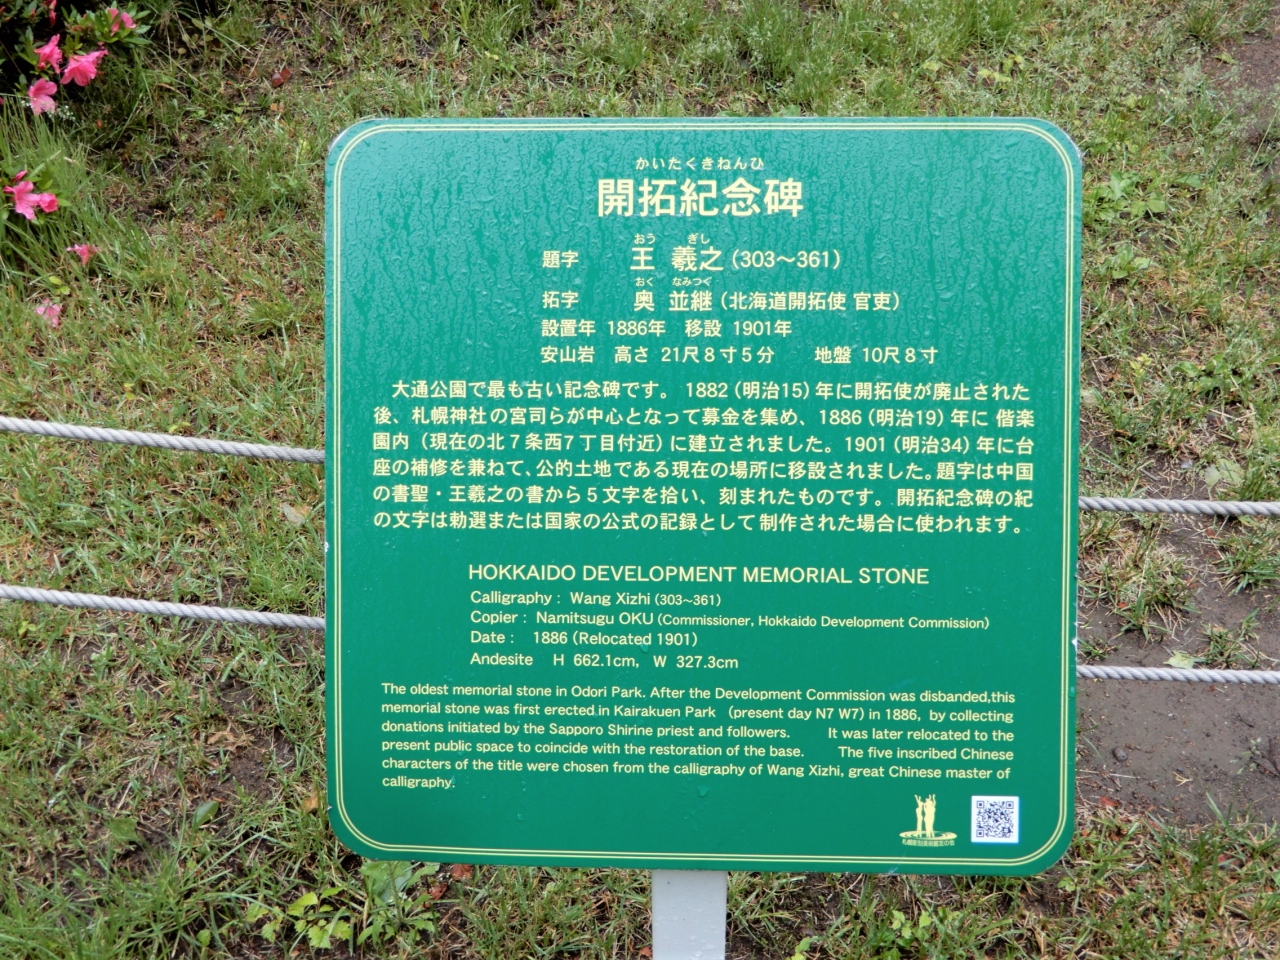 かいたくきねんひ
開拓紀念碑
おう ぎし
題字 王 羲之 (303〜361)
おく なみつぐ
拓字 奥 並継 (北海道開拓使 官吏)
設置年 1886年 移設 1901年
安山岩 高さ 21尺8寸5分 地盤 10尺8寸
大通公園で最も古い記念碑です。 1882 (明治15) 年に開拓使が廃止された
後、札幌神社の宮司らが中心となって募金を集め、1886 (明治19) 年に 偕楽
園内 (現在の北7条西7丁目付近) に建立されました。1901 (明治34) 年に台
座の補修を兼ねて、公的土地である現在の場所に移設されました。題字は中国
の書聖・王羲之の書から5文字を拾い、刻まれたものです。開拓紀念碑の紀
の文字は勅選または国家の公式の記録として制作された場合に使われます。
HOKKAIDO DEVELOPMENT MEMORIAL STONE
Calligraphy : Wang Xizhi (303~361)
Copier : Namitsugu OKU (Commissioner, Hokkaido Development Commission)
Date : 1886 (Relocated 1901)
Andesite H 662.1cm, W 327.3cm
The oldest memorial stone in Odori Park. After the Development Commission was disbanded,this
memorial stone was first erected in Kairakuen Park (present day N7 W7) in 1886, by collecting
donations initiated by the Sapporo Shirine priest and followers. It was later relocated to the
present public space to coincide with the restoration of the base. The five inscribed Chinese
characters of the title were chosen from the calligraphy of Wang Xizhi, great Chinese master of
calligraphy.
札幌彫刻美術館友の会